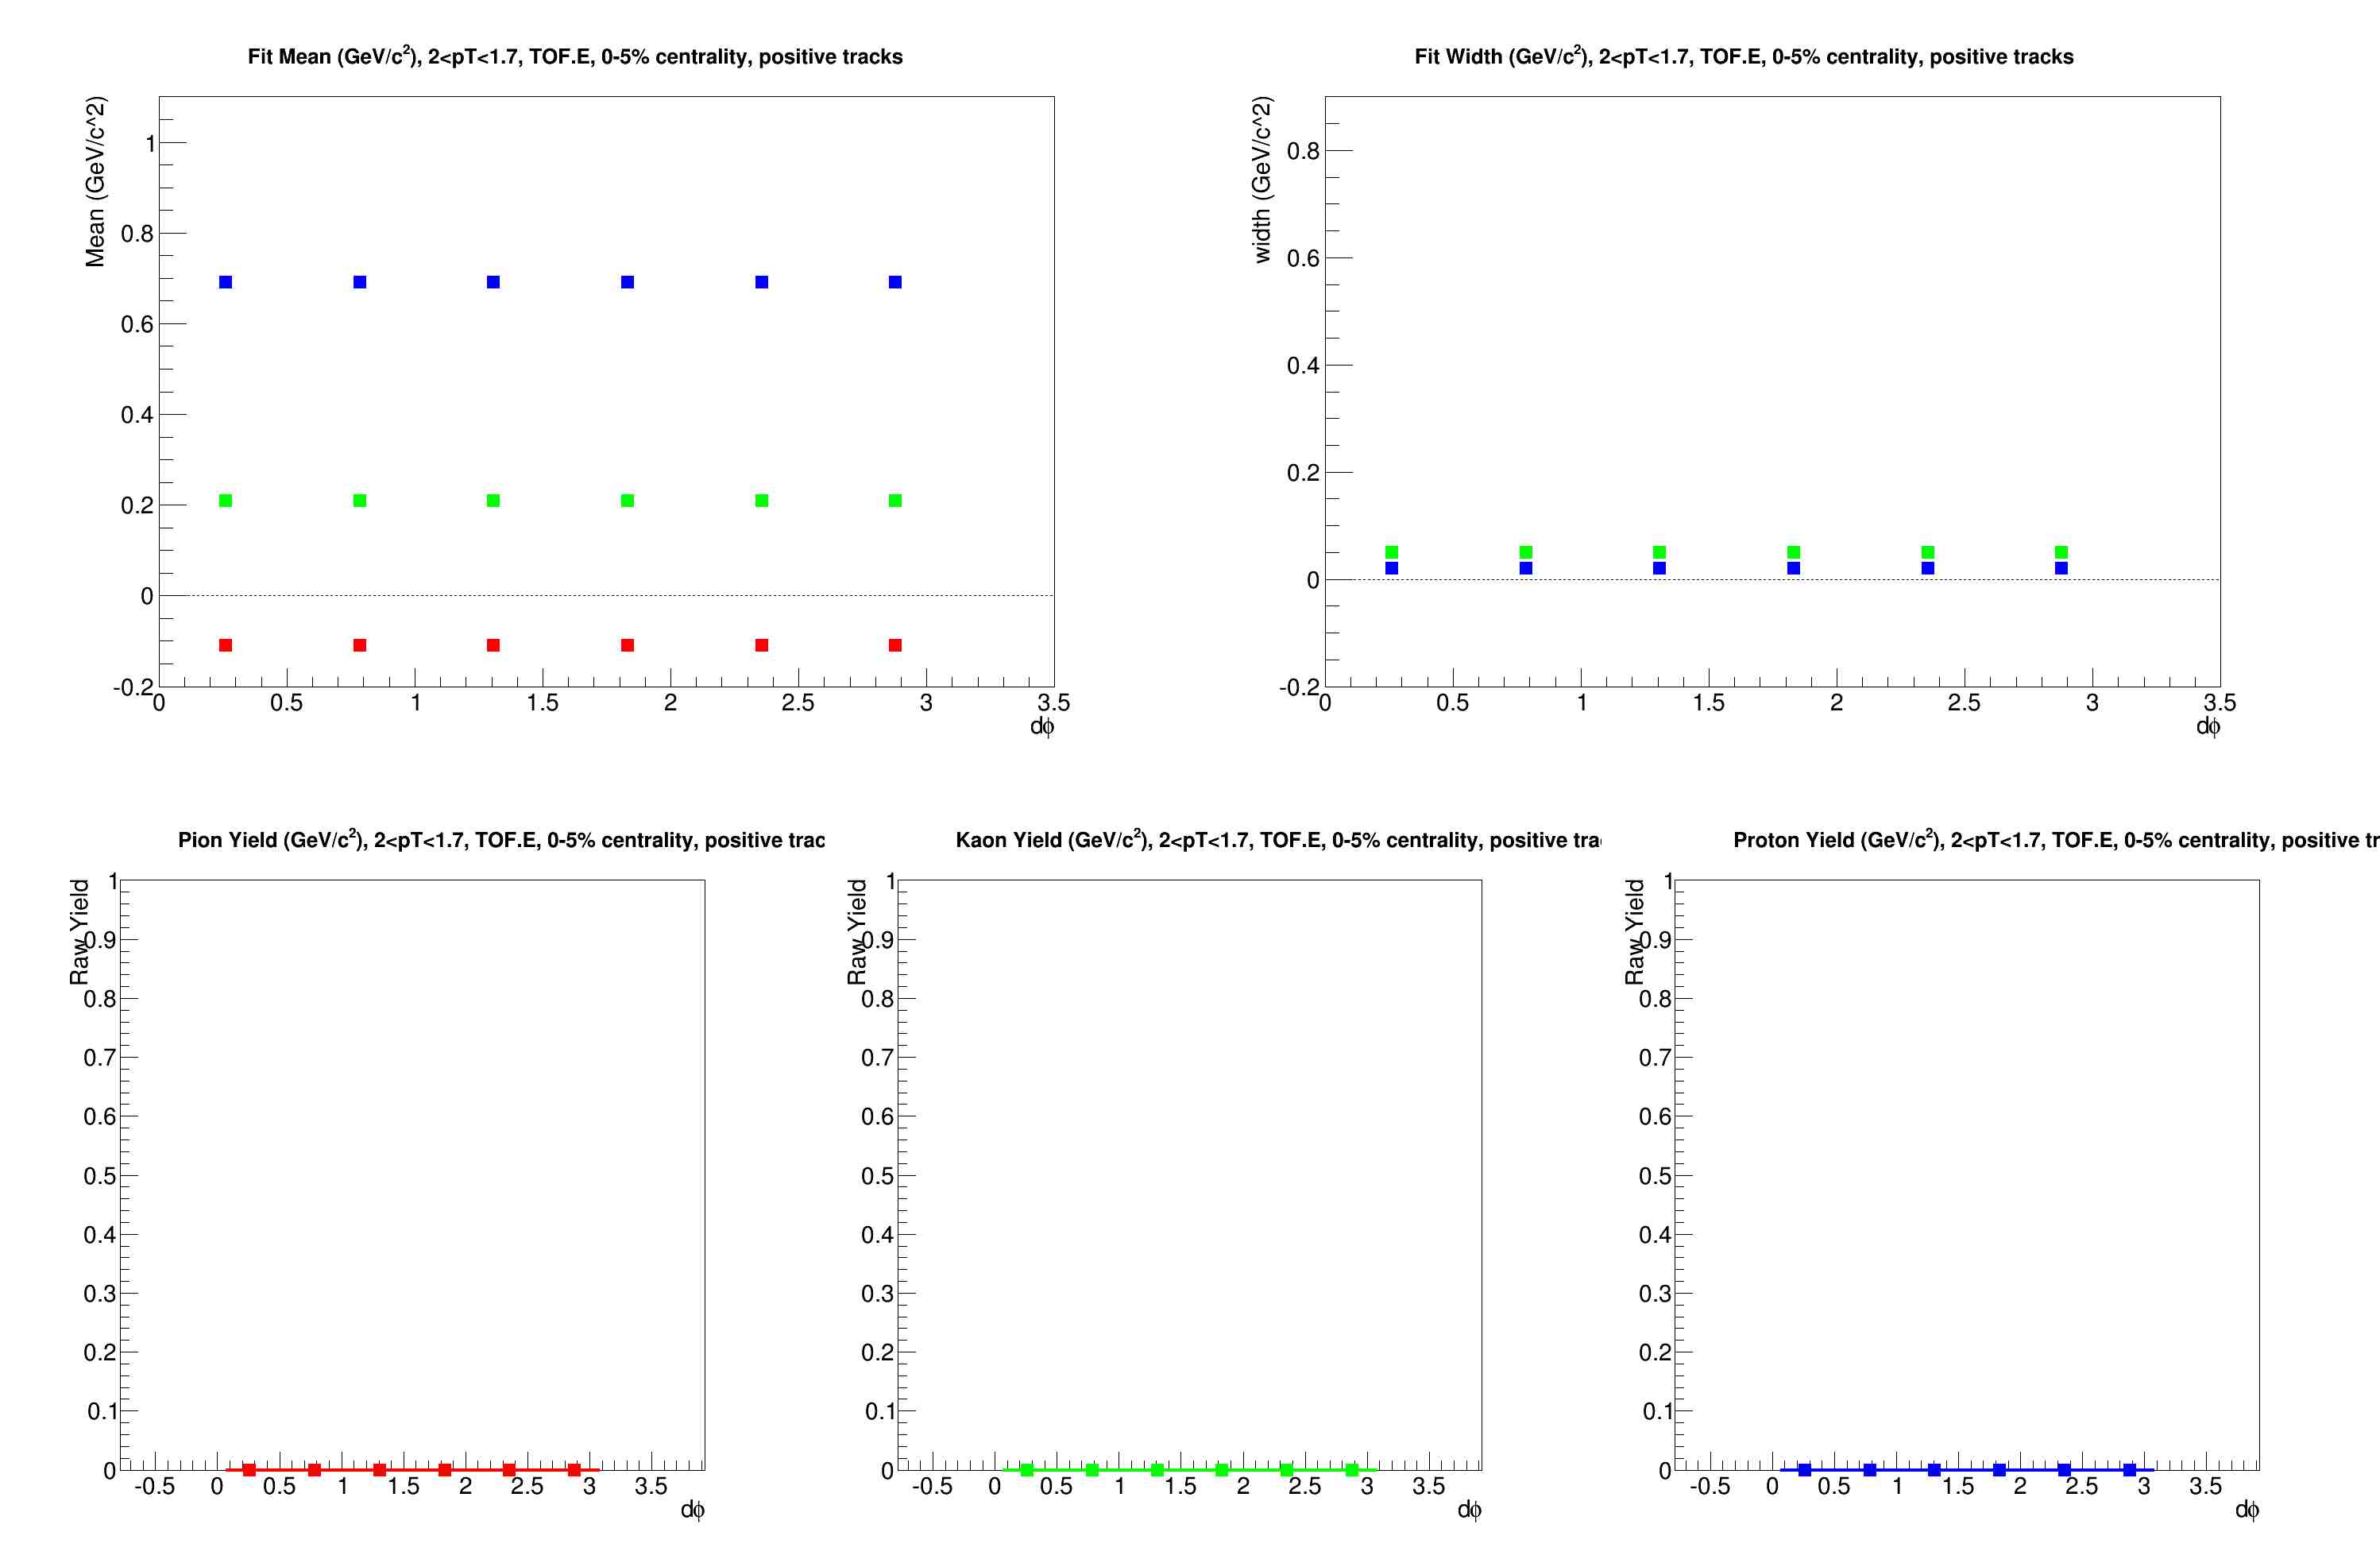 Fit Mean (GeV/c²), 2<pT<1.7, TOF.E, 0-5% centrality, positive tracks
Mean (GeV/c^2)
1
0.8
0.6
0.4
0.2
0
-0.2
0 0.5 1 1.5 2 2.5 3 3.5
dϕ
Fit Width (GeV/c²), 2<pT<1.7, TOF.E, 0-5% centrality, positive tracks
width (GeV/c^2)
0.8
0.6
0.4
0.2
0
-0.2
0 0.5 1 1.5 2 2.5 3 3.5
dϕ
Pion Yield (GeV/c²), 2<pT<1.7, TOF.E, 0-5% centrality, positive trac
Raw Yield
1
0.9
0.8
0.7
0.6
0.5
0.4
0.3
0.2
0.1
0
-0.5 0 0.5 1 1.5 2 2.5 3 3.5
dϕ
Kaon Yield (GeV/c²), 2<pT<1.7, TOF.E, 0-5% centrality, positive tra
Raw Yield
1
0.9
0.8
0.7
0.6
0.5
0.4
0.3
0.2
0.1
0
-0.5 0 0.5 1 1.5 2 2.5 3 3.5
dϕ
Proton Yield (GeV/c²), 2<pT<1.7, TOF.E, 0-5% centrality, positive tr
Raw Yield
1
0.9
0.8
0.7
0.6
0.5
0.4
0.3
0.2
0.1
0
-0.5 0 0.5 1 1.5 2 2.5 3 3.5
dϕ